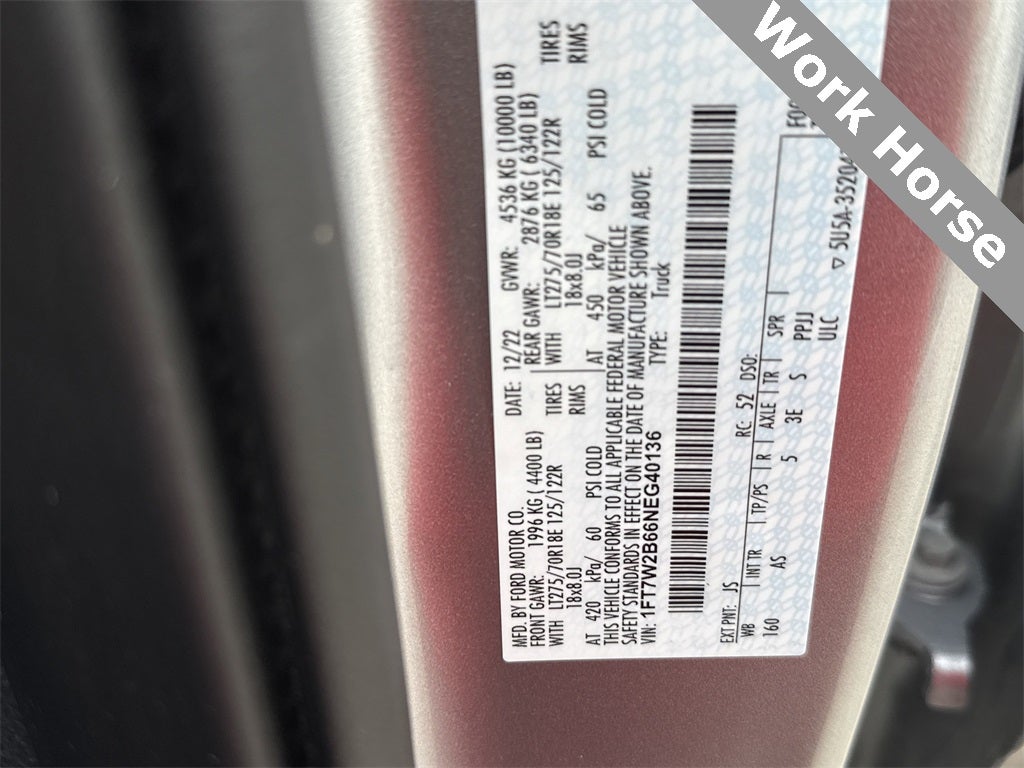 Work Horse
MFD. BY FORD MOTOR CO. DATE: 12/22 GVWR: 4536 KG (10000 LB)
FRONT GAWR: 1996 KG ( 4400 LB) REAR GAWR: 2876 KG ( 6340 LB)
WITH LT275/70R18E 125/122R TIRES WITH LT275/70R18E 125/122R TIRES
18x8.0J RIMS 18x8.0J RIMS
AT 420 kPa/ 60 PSI COLD AT 450 kPa/ 65 PSI COLD
THIS VEHICLE CONFORMS TO ALL APPLICABLE FEDERAL MOTOR VEHICLE
SAFETY STANDARDS IN EFFECT ON THE DATE OF MANUFACTURE SHOWN ABOVE.
VIN: 1FT7W2B66NEG40136 TYPE: Truck
EXT PNT: JS RC: 52 DSO:
WB INT TR TP/PS R AXLE TR SPR
160 AS 5 3E S PPJJ
ULC